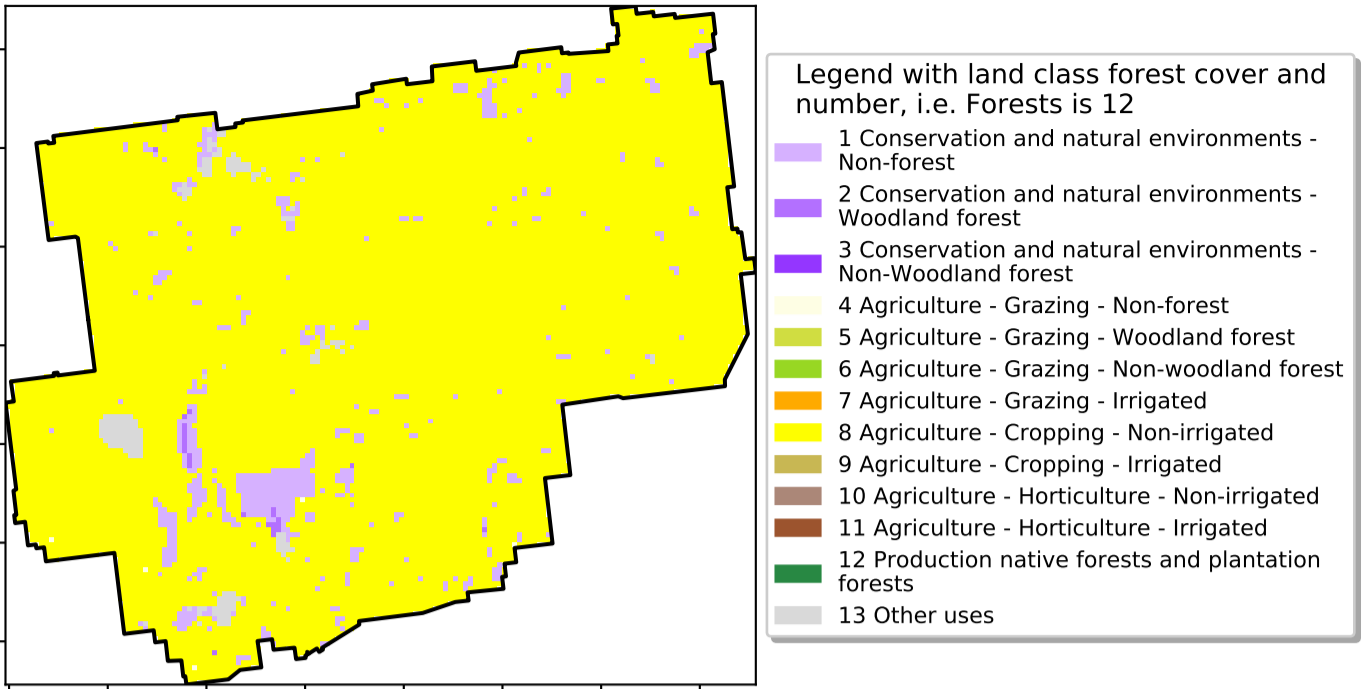 Legend with land class forest cover and
number, i.e. Forests is 12
1 Conservation and natural environments -
Non-forest
2 Conservation and natural environments -
Woodland forest
3 Conservation and natural environments -
Non-Woodland forest
4 Agriculture - Grazing - Non-forest
5 Agriculture - Grazing - Woodland forest
6 Agriculture - Grazing - Non-woodland forest
7 Agriculture - Grazing - Irrigated
8 Agriculture - Cropping - Non-irrigated
9 Agriculture - Cropping - Irrigated
10 Agriculture - Horticulture - Non-irrigated
11 Agriculture - Horticulture - Irrigated
12 Production native forests and plantation
forests
13 Other uses